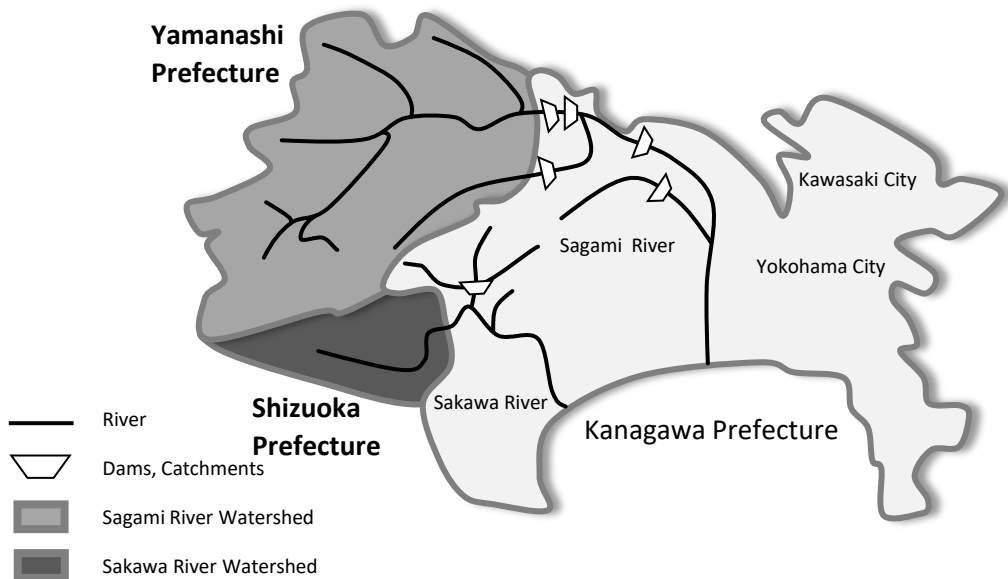 Yamanashi
Prefecture
Kawasaki City
Sagami River
Yokohama City
Shizuoka
Prefecture
Sakawa River
Kanagawa Prefecture
River
Dams, Catchments
Sagami River Watershed
Sakawa River Watershed